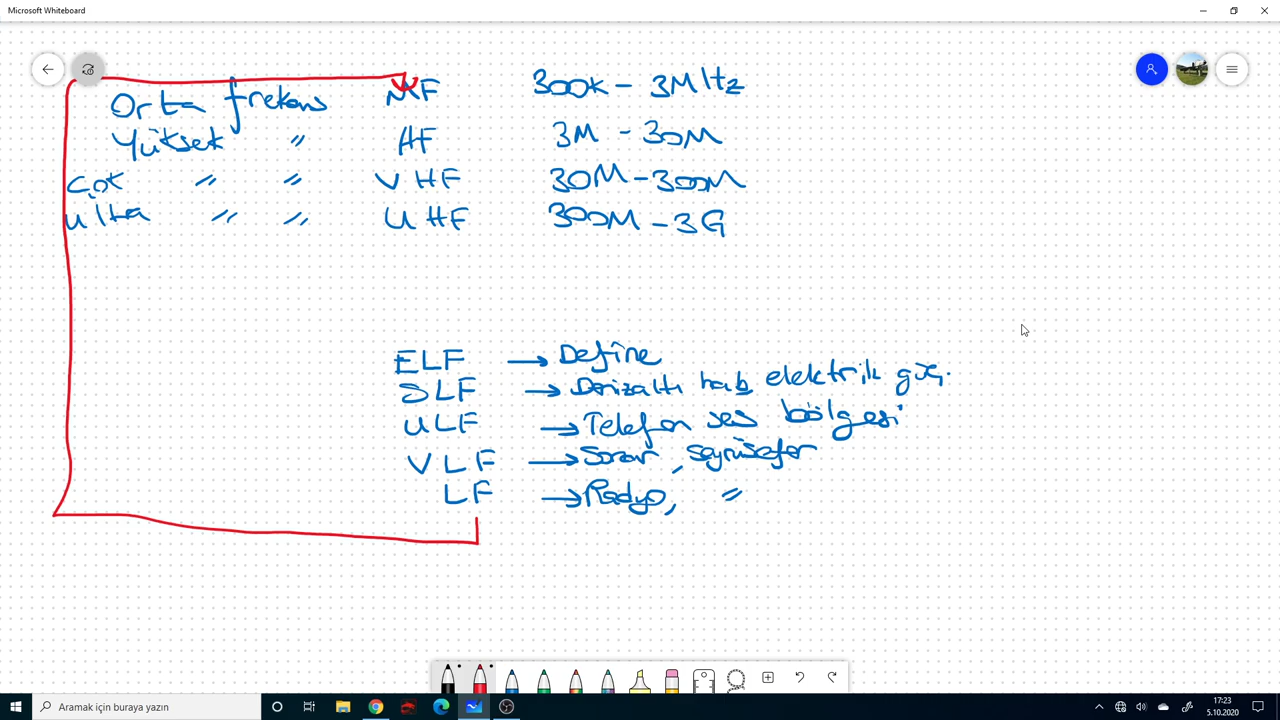 Microsoft Whiteboard
Orta frekans MF 300K - 3MHz
Yüksek " HF 3M - 30M
Çok " " VHF 30M - 300M
ultra " " UHF 300M - 3G
ELF → Define
SLF → Denizaltı hab elektrik güç.
ULF → Telefon ses bölgesi
VLF → Sonar, seyrüsefer
LF → Radyo, "
Aramak için buraya yazın
17:23
5.10.2020